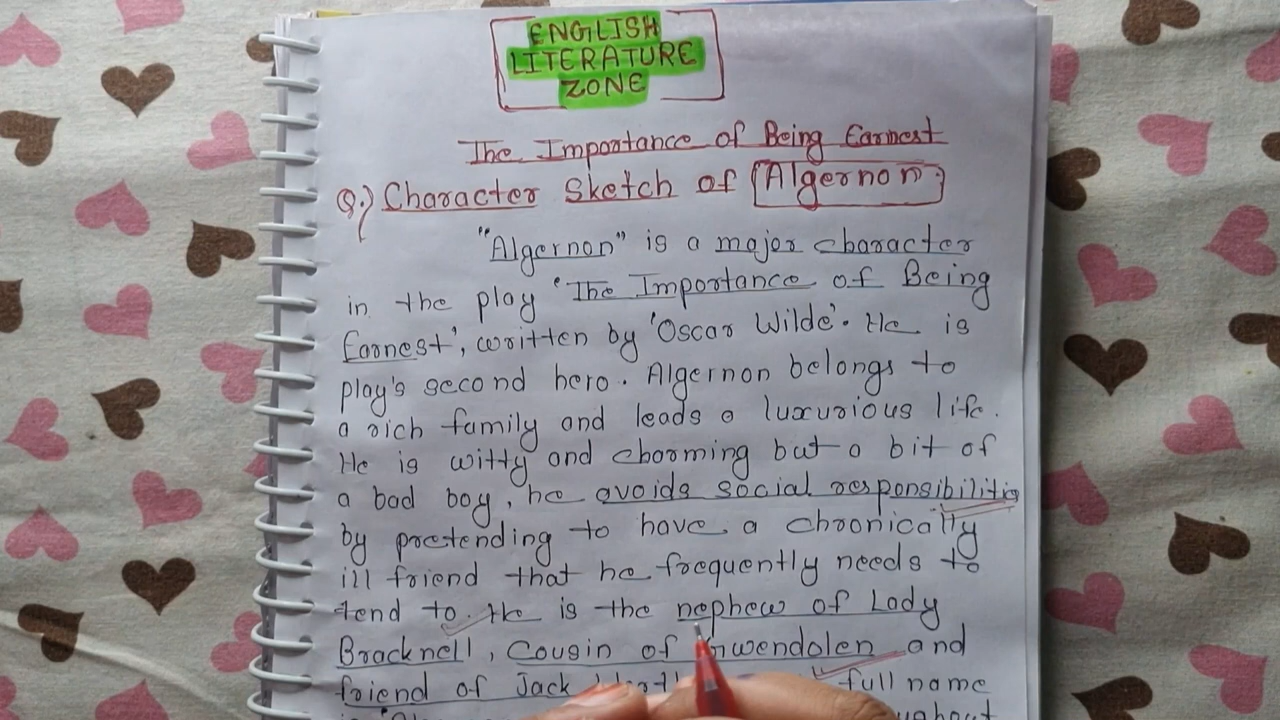 ENGLISH
LITERATURE
ZONE
The Importance of Being Earnest
Q.) Character Sketch of Algernon.
"Algernon" is a major character
in the play 'The Importance of Being
Earnest', written by 'Oscar Wilde'. He is
play's second hero. Algernon belongs to
a rich family and leads a luxurious life.
He is witty and charming but a bit of
a bad boy, he avoids social responsibilitis
by pretending to have a chronically
ill friend that he frequently needs to
tend to. He is the nephew of Lady
Bracknell, Cousin of Gwendolen and
friend of Jack full name